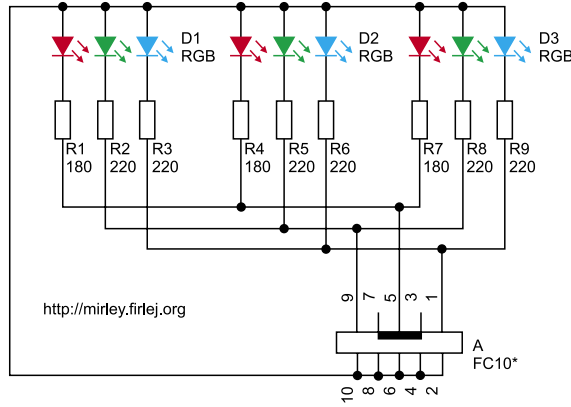 D1
RGB
D2
RGB
D3
RGB
R1
180
R2
220
R3
220
R4
180
R5
220
R6
220
R7
180
R8
220
R9
220
http://mirley.firlej.org
9
7
5
3
1
A
FC10*
10
8
6
4
2